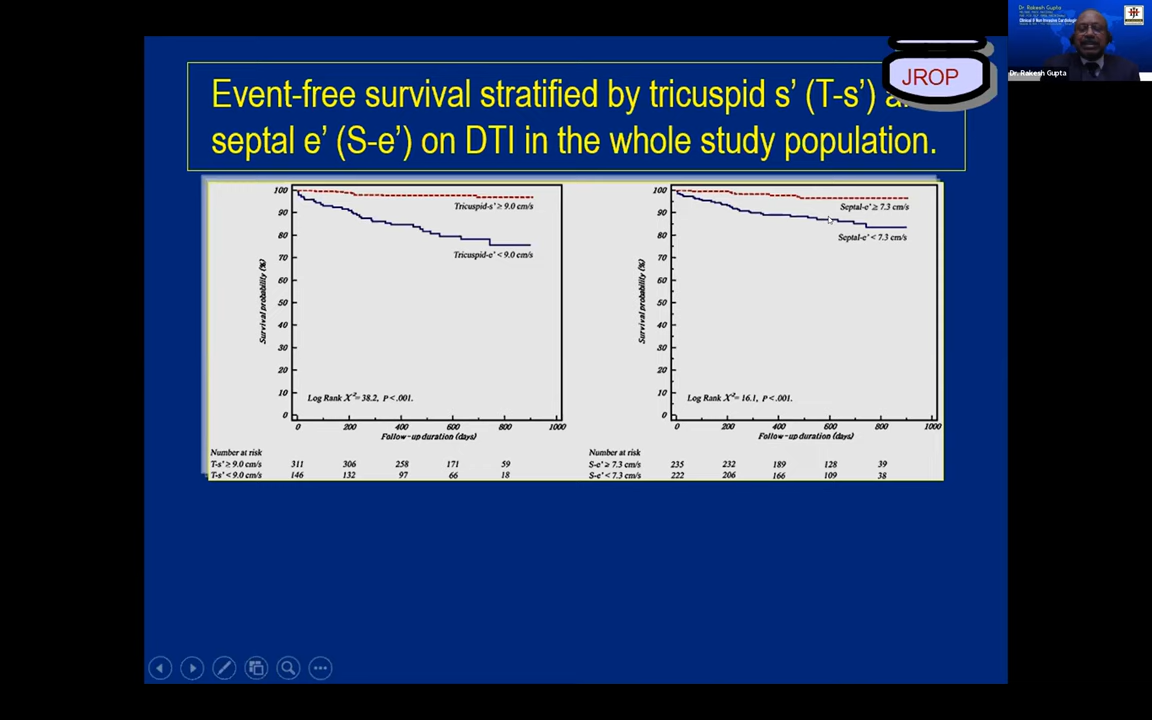 Dr. Rakesh Gupta
JROP
Dr. Rakesh Gupta
Event-free survival stratified by tricuspid s’ (T-s’) a
septal e’ (S-e’) on DTI in the whole study population.
100
90
80
70
60
50
40
30
20
10
0
Survival probability (%)
Tricuspid-s' ≥ 9.0 cm/s
Tricuspid-e' < 9.0 cm/s
Log Rank X²= 38.2, P <.001.
0 200 400 600 800 1000
Follow-up duration (days)
Number at risk
T-s' ≥ 9.0 cm/s 311 306 258 171 59
T-s' < 9.0 cm/s 146 132 97 66 18
100
90
80
70
60
50
40
30
20
10
0
Survival probability (%)
Septal-e' ≥ 7.3 cm/s
Septal-e' < 7.3 cm/s
Log Rank X²= 16.1, P <.001.
0 200 400 600 800 1000
Follow-up duration (days)
Number at risk
S-e' ≥ 7.3 cm/s 235 232 189 128 39
S-e' < 7.3 cm/s 222 206 166 109 38